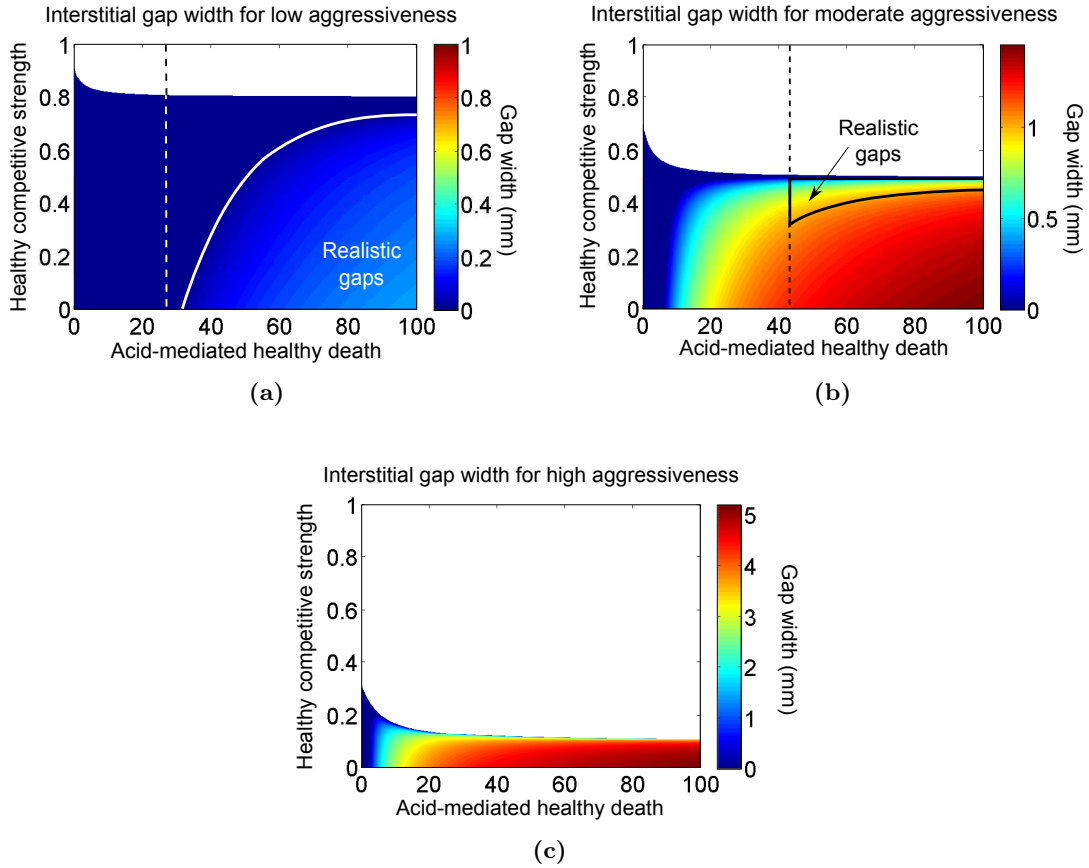 Interstitial gap width for low aggressiveness
Healthy competitive strength
1
0.8
0.6
0.4
0.2
0
0 20 40 60 80 100
Acid-mediated healthy death
Realistic
gaps
1
0.8
0.6
0.4
0.2
0
Gap width (mm)
(a)
Interstitial gap width for moderate aggressiveness
Healthy competitive strength
1
0.8
0.6
0.4
0.2
0
0 20 40 60 80 100
Acid-mediated healthy death
Realistic
gaps
1
0.5
0
Gap width (mm)
(b)
Interstitial gap width for high aggressiveness
Healthy competitive strength
1
0.8
0.6
0.4
0.2
0
0 20 40 60 80 100
Acid-mediated healthy death
5
4
3
2
1
0
Gap width (mm)
(c)